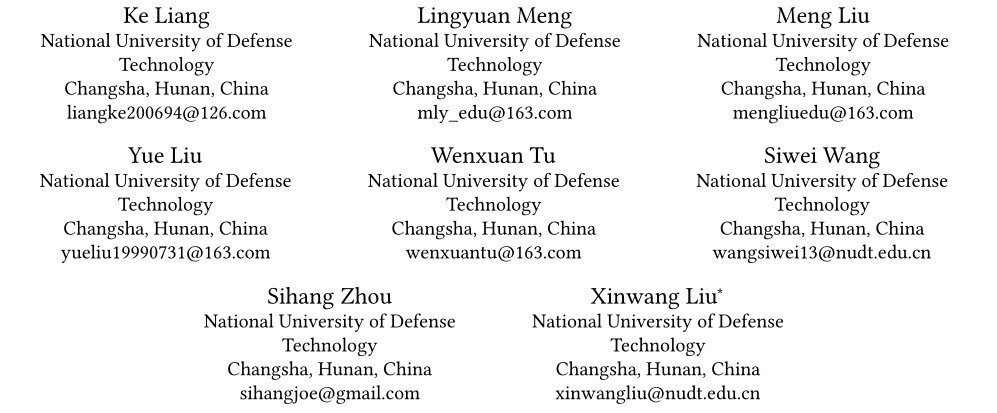 Ke Liang
National University of Defense
Technology
Changsha, Hunan, China
liangke200694@126.com
Lingyuan Meng
National University of Defense
Technology
Changsha, Hunan, China
mly_edu@163.com
Meng Liu
National University of Defense
Technology
Changsha, Hunan, China
mengliuedu@163.com
Yue Liu
National University of Defense
Technology
Changsha, Hunan, China
yueliu19990731@163.com
Wenxuan Tu
National University of Defense
Technology
Changsha, Hunan, China
wenxuantu@163.com
Siwei Wang
National University of Defense
Technology
Changsha, Hunan, China
wangsiwei13@nudt.edu.cn
Sihang Zhou
National University of Defense
Technology
Changsha, Hunan, China
sihangjoe@gmail.com
Xinwang Liu*
National University of Defense
Technology
Changsha, Hunan, China
xinwangliu@nudt.edu.cn